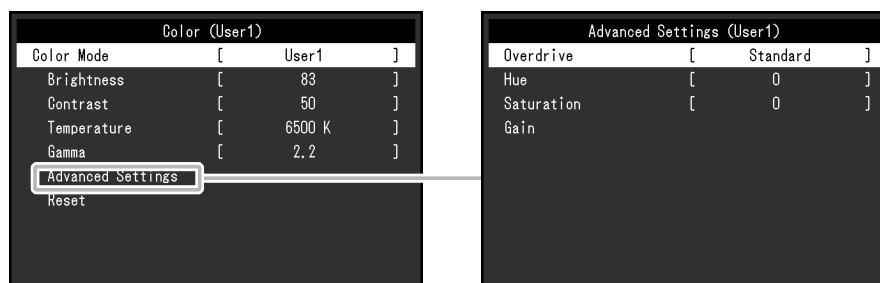 Color (User1)
Color Mode [ User1 ]
Brightness [ 83 ]
Contrast [ 50 ]
Temperature [ 6500 K ]
Gamma [ 2.2 ]
Advanced Settings
Reset
Advanced Settings (User1)
Overdrive [ Standard ]
Hue [ 0 ]
Saturation [ 0 ]
Gain